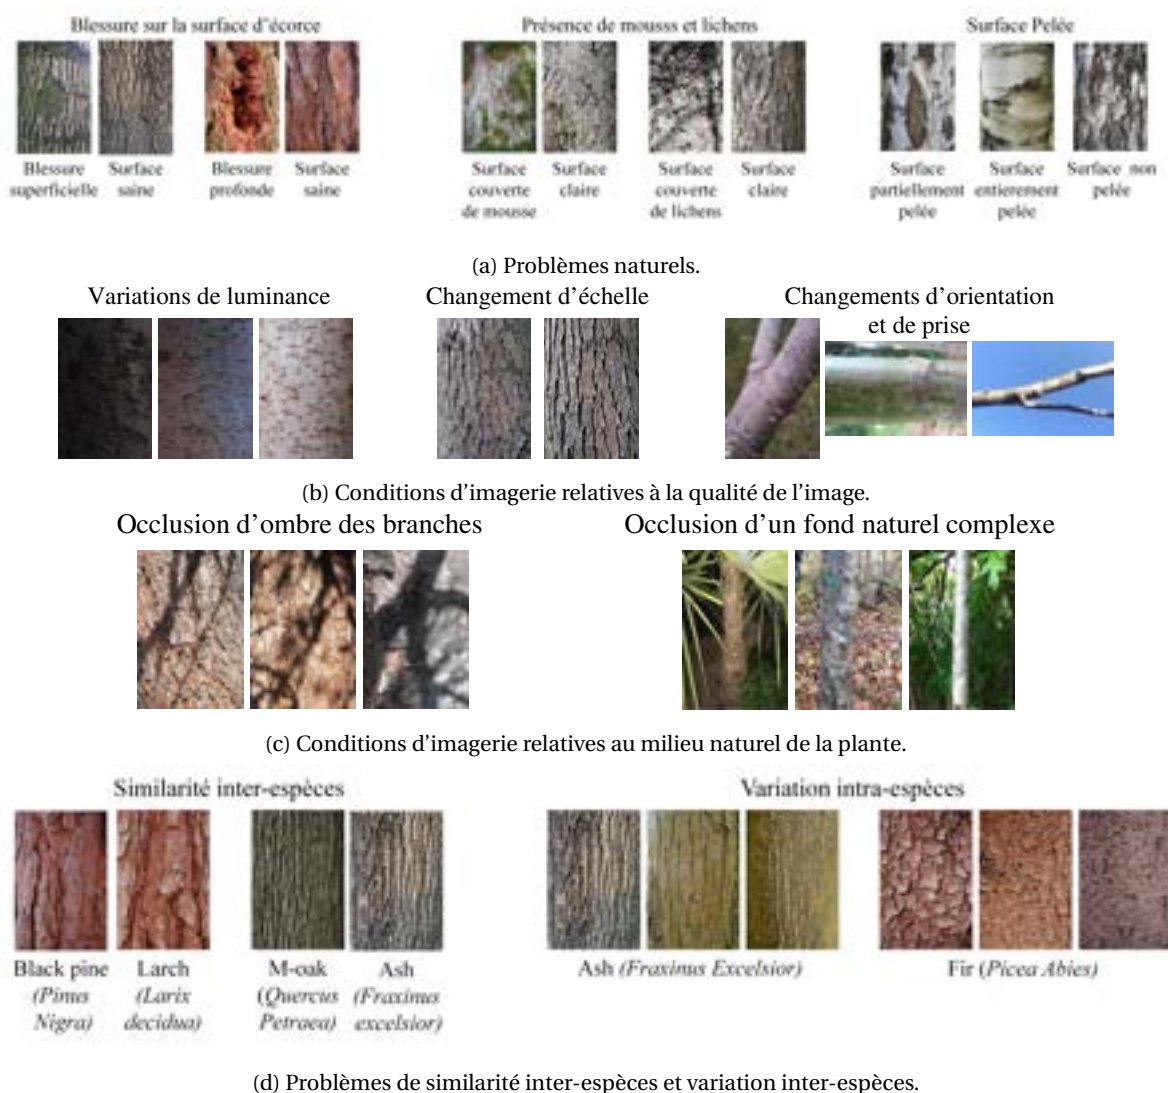 Blessure sur la surface d'écorce
Présence de mousss et lichens
Surface Pelée
Blessure superficielle
Surface saine
Blessure profonde
Surface saine
Surface couverte de mousse
Surface claire
Surface couverte de lichens
Surface claire
Surface partiellement pelée
Surface entierement pelée
Surface non pelée
(a) Problèmes naturels.
Variations de luminance
Changement d'échelle
Changements d'orientation
et de prise
(b) Conditions d'imagerie relatives à la qualité de l'image.
Occlusion d'ombre des branches
Occlusion d'un fond naturel complexe
(c) Conditions d'imagerie relatives au milieu naturel de la plante.
Similarité inter-espèces
Variation intra-espèces
Black pine
(Pinus
Nigra)
Larch
(Larix
decidua)
M-oak
(Quercus
Petraea)
Ash
(Fraxinus
excelsior)
Ash (Fraxinus Excelsior)
Fir (Picea Abies)
(d) Problèmes de similarité inter-espèces et variation inter-espèces.